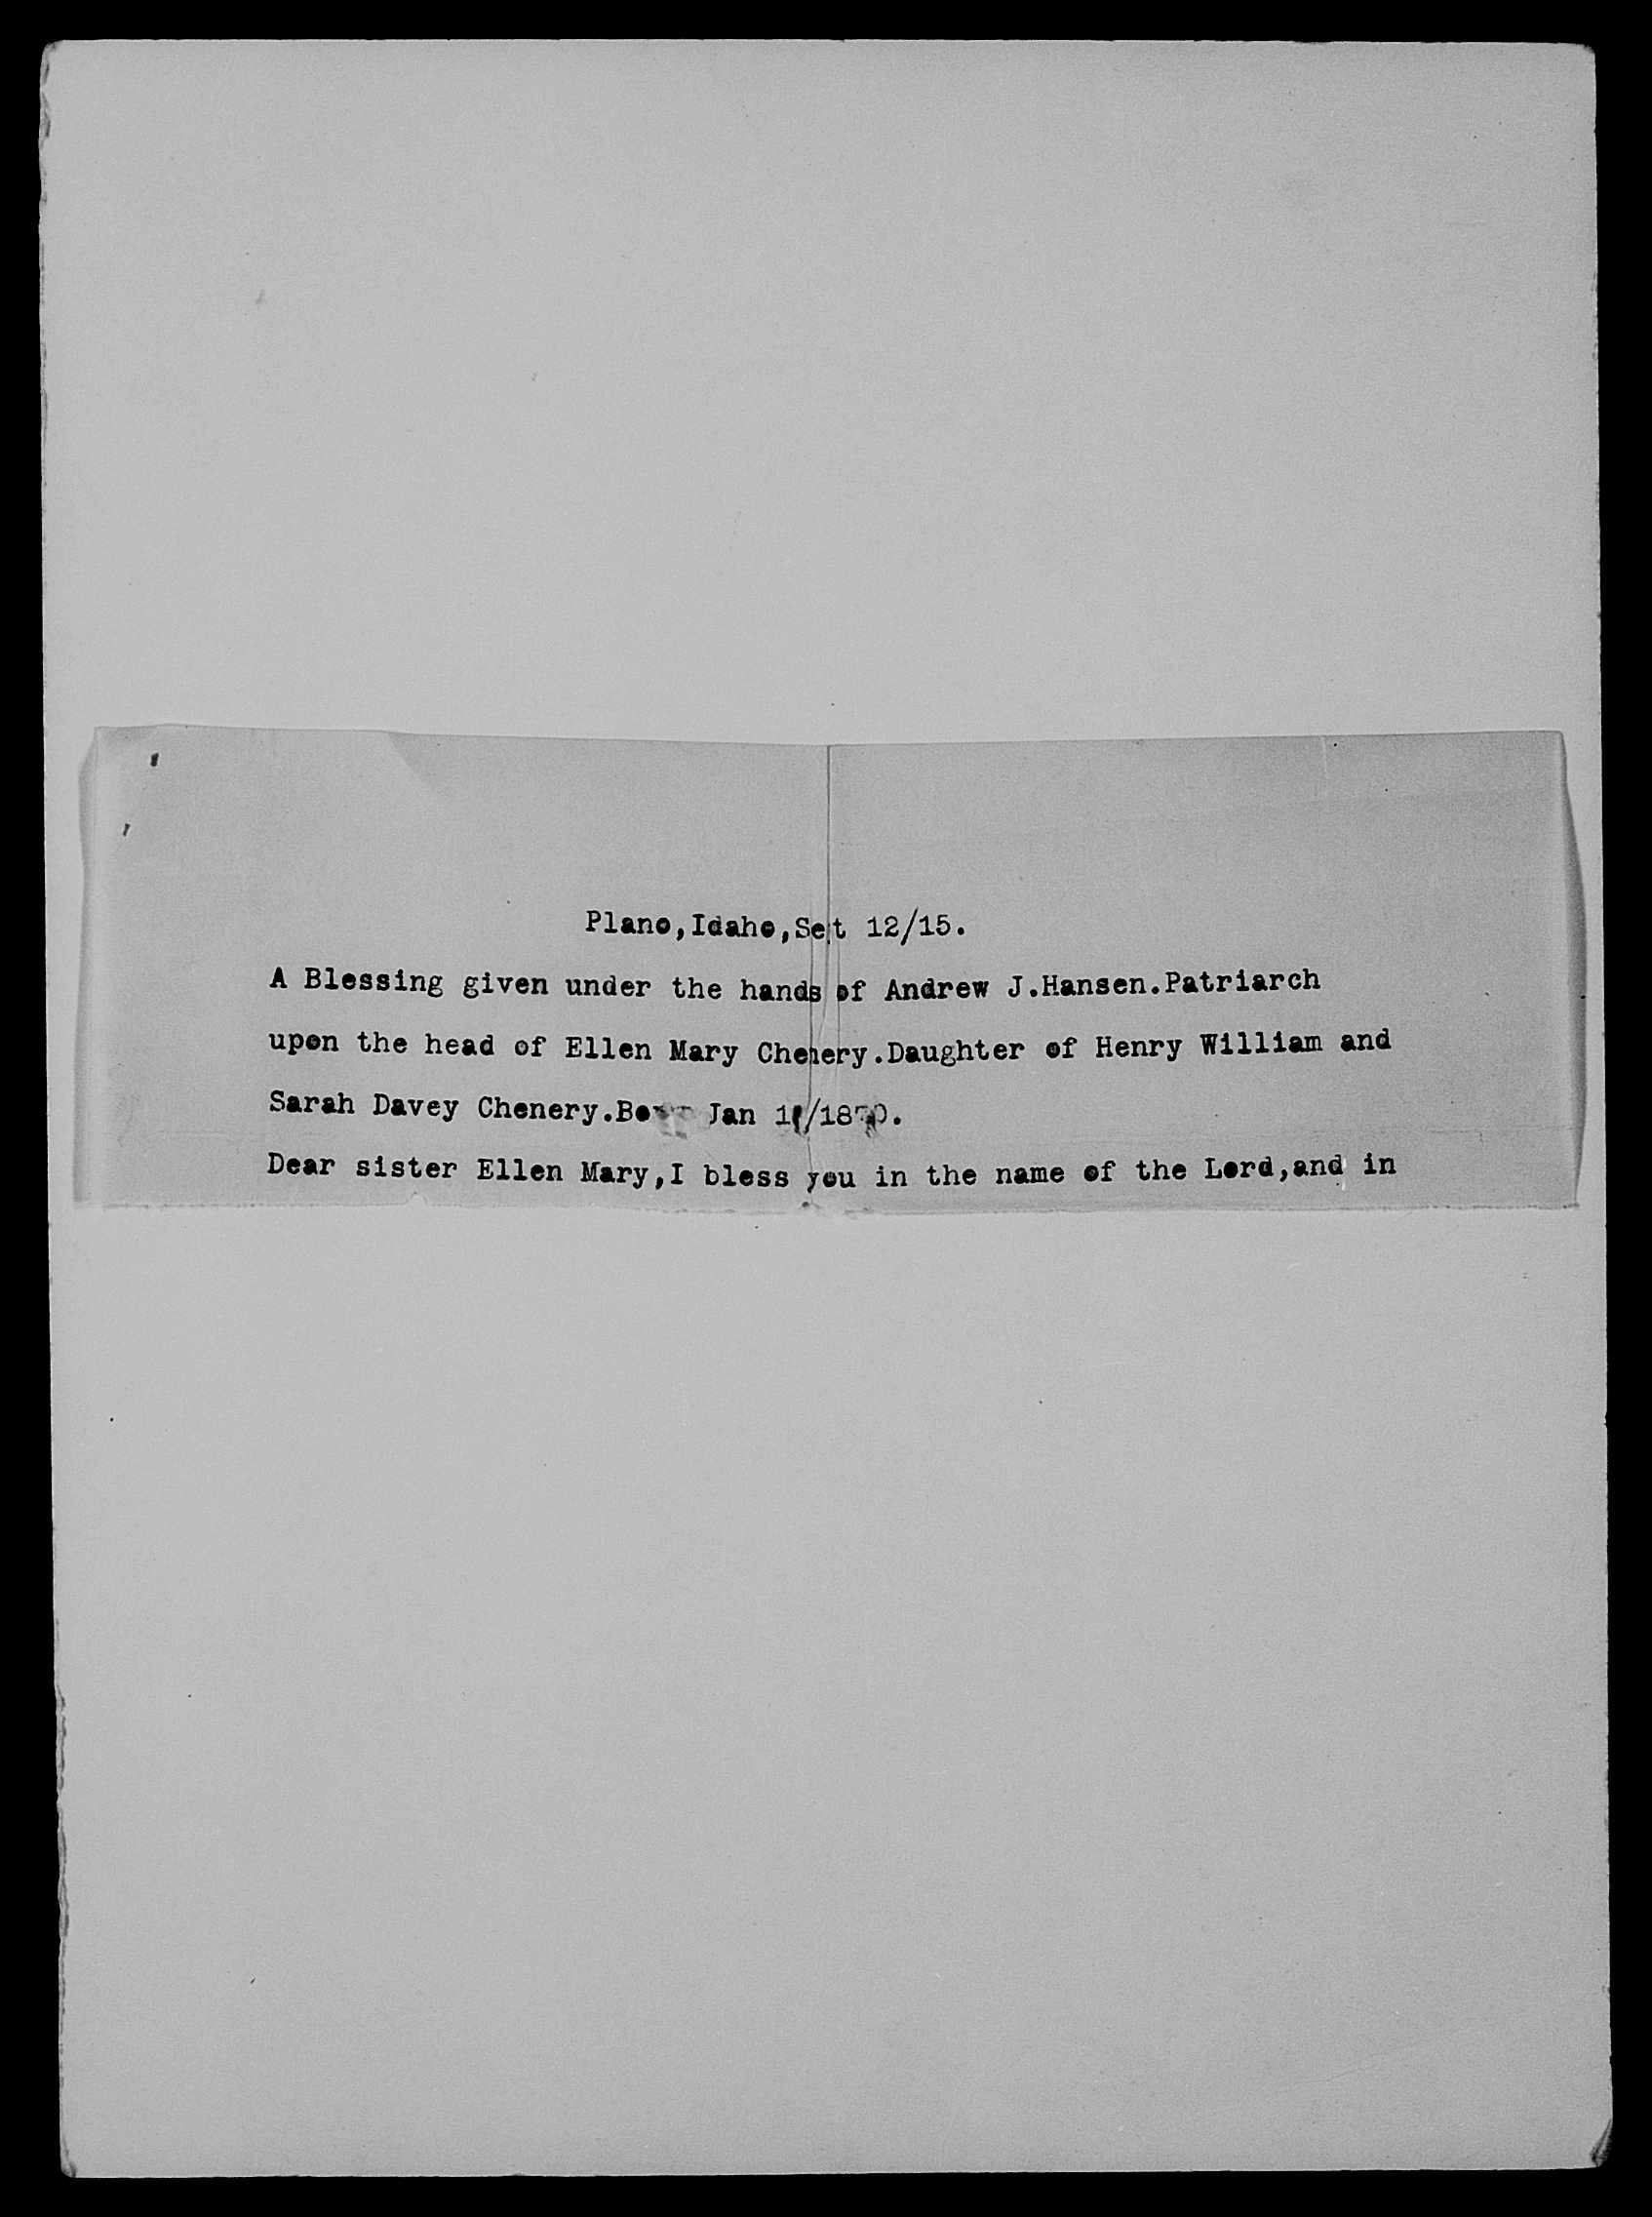 Plano,Idaho,Set 12/15.
A Blessing given under the hands of Andrew J.Hansen.Patriarch
upon the head of Ellen Mary Chenery.Daughter of Henry William and
Sarah Davey Chenery. Jan
Dear sister Ellen Mary,I bless you in the name of the Lord,and in